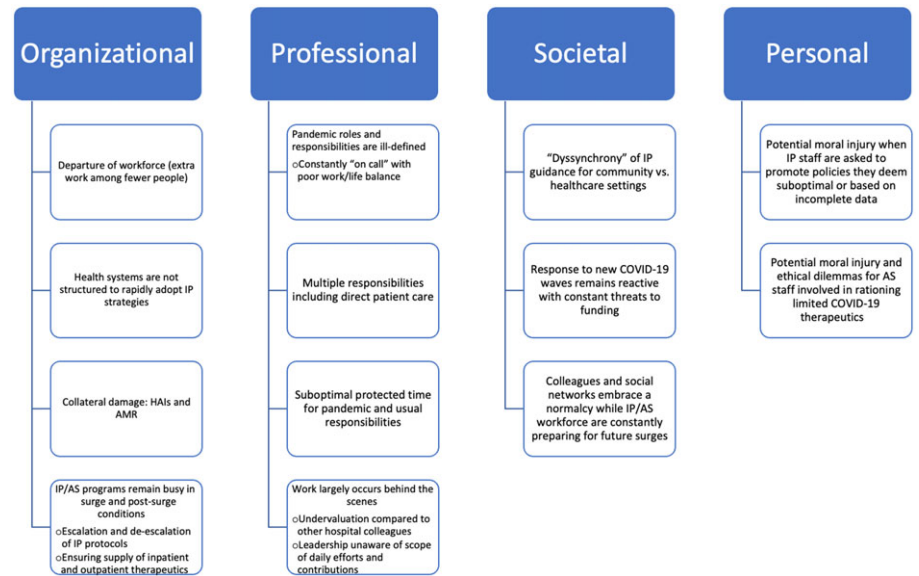 Organizational
Departure of workforce (extra
work among fewer people)
Health systems are not
structured to rapidly adopt IP
strategies
Collateral damage: HAIs and
AMR
IP/AS programs remain busy in
surge and post-surge
conditions
oEscalation and de-escalation
of IP protocols
oEnsuring supply of inpatient
and outpatient therapeutics
Professional
Pandemic roles and
responsibilities are ill-defined
oConstantly “on call” with
poor work/life balance
Multiple responsibilities
including direct patient care
Suboptimal protected time
for pandemic and usual
responsibilities
Work largely occurs behind the
scenes
oUndervaluation compared to
other hospital colleagues
oLeadership unaware of scope
of daily efforts and
contributions
Societal
“Dyssynchrony” of IP
guidance for community vs.
healthcare settings
Response to new COVID-19
waves remains reactive
with constant threats to
funding
Colleagues and social
networks embrace a
normalcy while IP/AS
workforce are constantly
preparing for future surges
Personal
Potential moral injury when
IP staff are asked to
promote policies they deem
suboptimal or based on
incomplete data
Potential moral injury and
ethical dilemmas for AS
staff involved in rationing
limited COVID-19
therapeutics